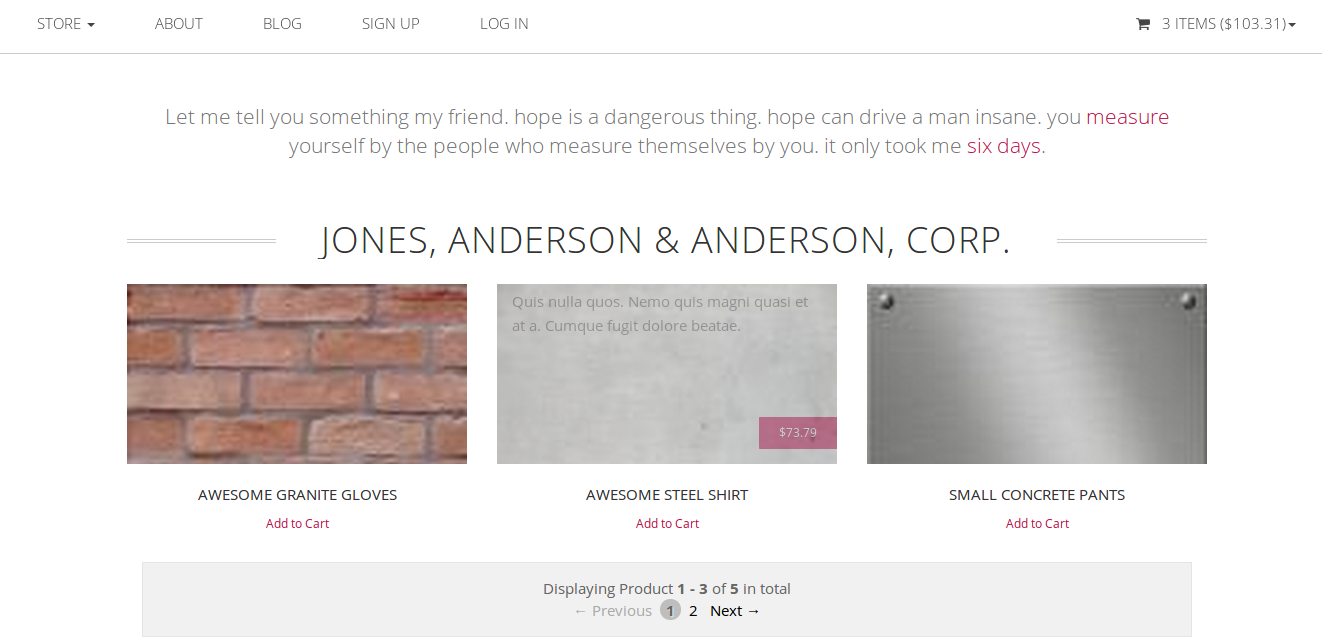 STORE ABOUT BLOG SIGN UP LOG IN 3 ITEMS ($103.31)
Let me tell you something my friend. hope is a dangerous thing. hope can drive a man insane. you measure
yourself by the people who measure themselves by you. it only took me six days.
JONES, ANDERSON & ANDERSON, CORP.
Quis nulla quos. Nemo quis magni quasi et
at a. Cumque fugit dolore beatae.
$73.79
AWESOME GRANITE GLOVES AWESOME STEEL SHIRT SMALL CONCRETE PANTS
Add to Cart Add to Cart Add to Cart
Displaying Product 1 - 3 of 5 in total
← Previous 1 2 Next →